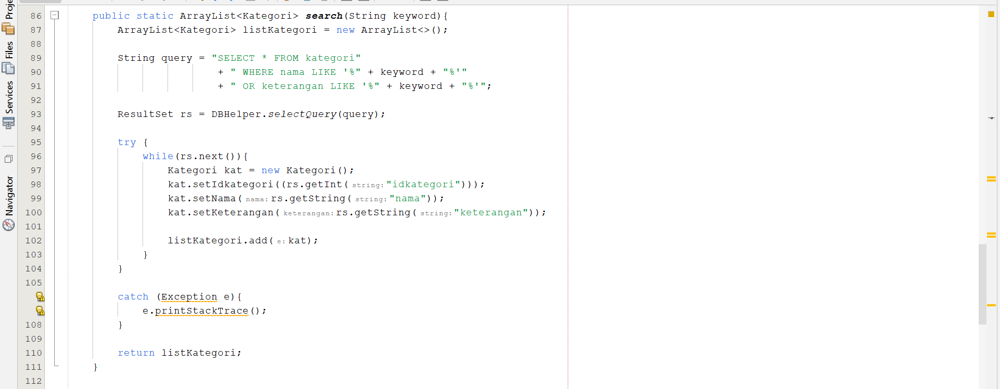 Proje
Files
Services
Navigator
86 public static ArrayList<Kategori> search(String keyword){
87 ArrayList<Kategori> listKategori = new ArrayList<>();
88
89 String query = "SELECT * FROM kategori"
90 + " WHERE nama LIKE '%" + keyword + "%'"
91 + " OR keterangan LIKE '%" + keyword + "%'";
92
93 ResultSet rs = DBHelper.selectQuery(query);
94
95 try {
96 while(rs.next()){
97 Kategori kat = new Kategori();
98 kat.setIdkategori((rs.getInt( string: "idkategori")));
99 kat.setNama( nama: rs.getString( string: "nama"));
100 kat.setKeterangan( keterangan: rs.getString( string: "keterangan"));
101
102 listKategori.add( e: kat);
103 }
104 }
105
catch (Exception e){
e.printStackTrace();
108 }
109
110 return listKategori;
111 }
112